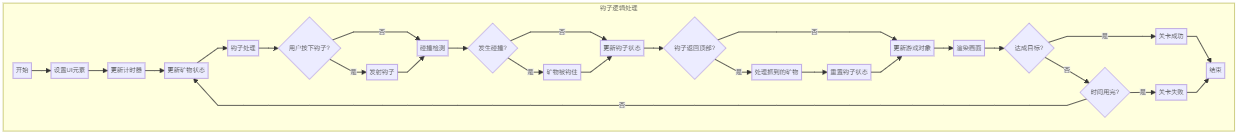 钩子逻辑处理
开始
设置UI元素
更新计时器
更新矿物状态
钩子处理
用户按下钩子?
否
是
发射钩子
碰撞检测
发生碰撞?
否
是
矿物被钩住
更新钩子状态
钩子返回顶部?
否
是
处理抓到的矿物
重置钩子状态
更新游戏对象
渲染画面
达成目标?
是
关卡成功
否
时间用光?
是
关卡失败
结束
否